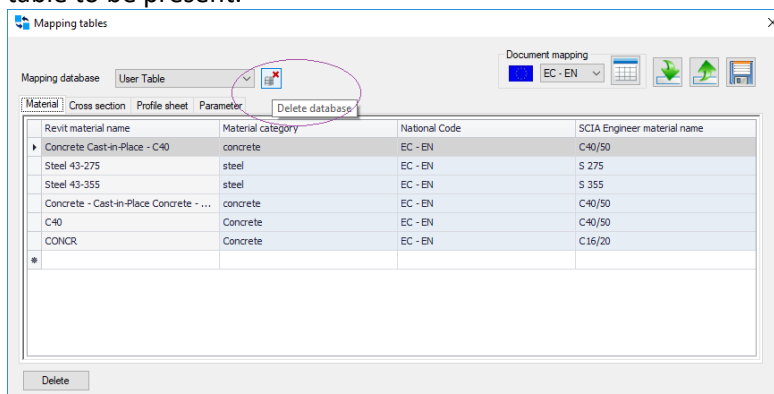 table to be present.
Mapping tables
Document mapping
Mapping database User Table EC - EN
Material Cross section Profile sheet Parameter Delete database
Revit material name Material category National Code SCIA Engineer material name
Concrete Cast-in-Place - C40 concrete EC - EN C40/50
Steel 43-275 steel EC - EN S 275
Steel 43-355 steel EC - EN S 355
Concrete - Cast-in-Place Concrete - ... concrete EC - EN C40/50
C40 Concrete EC - EN C40/50
CONCR Concrete EC - EN C16/20
Delete